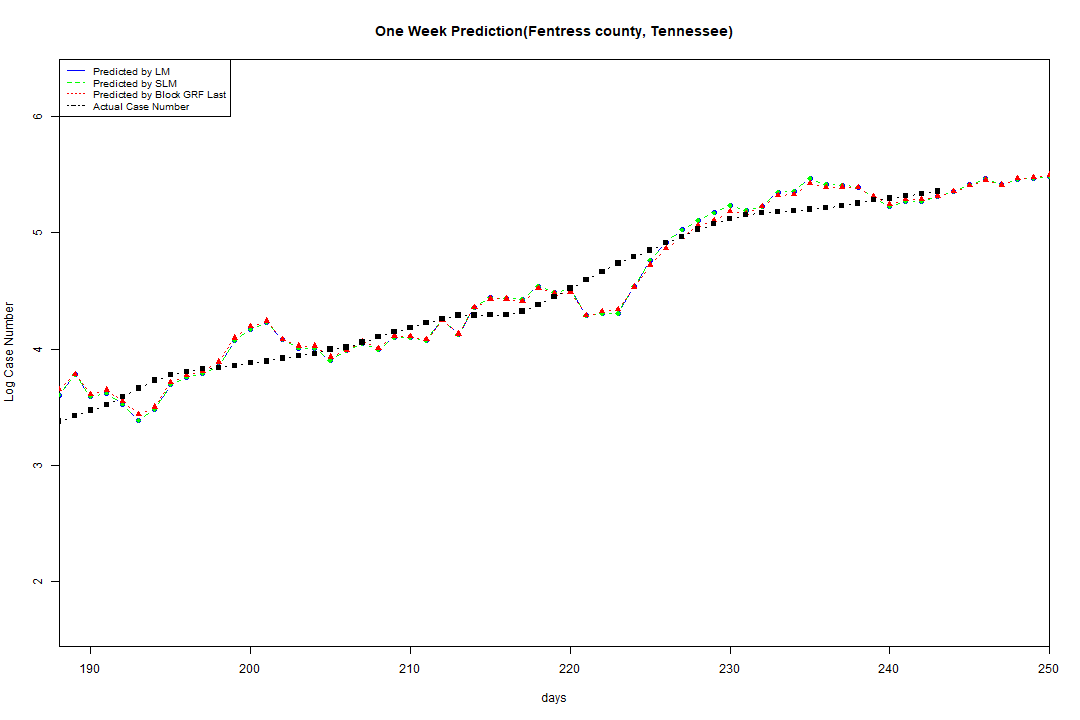 One Week Prediction(Fentress county, Tennessee)
Predicted by LM
Predicted by SLM
Predicted by Block GRF Last
Actual Case Number
6
5
4
3
2
Log Case Number
190 200 210 220 230 240 250
days